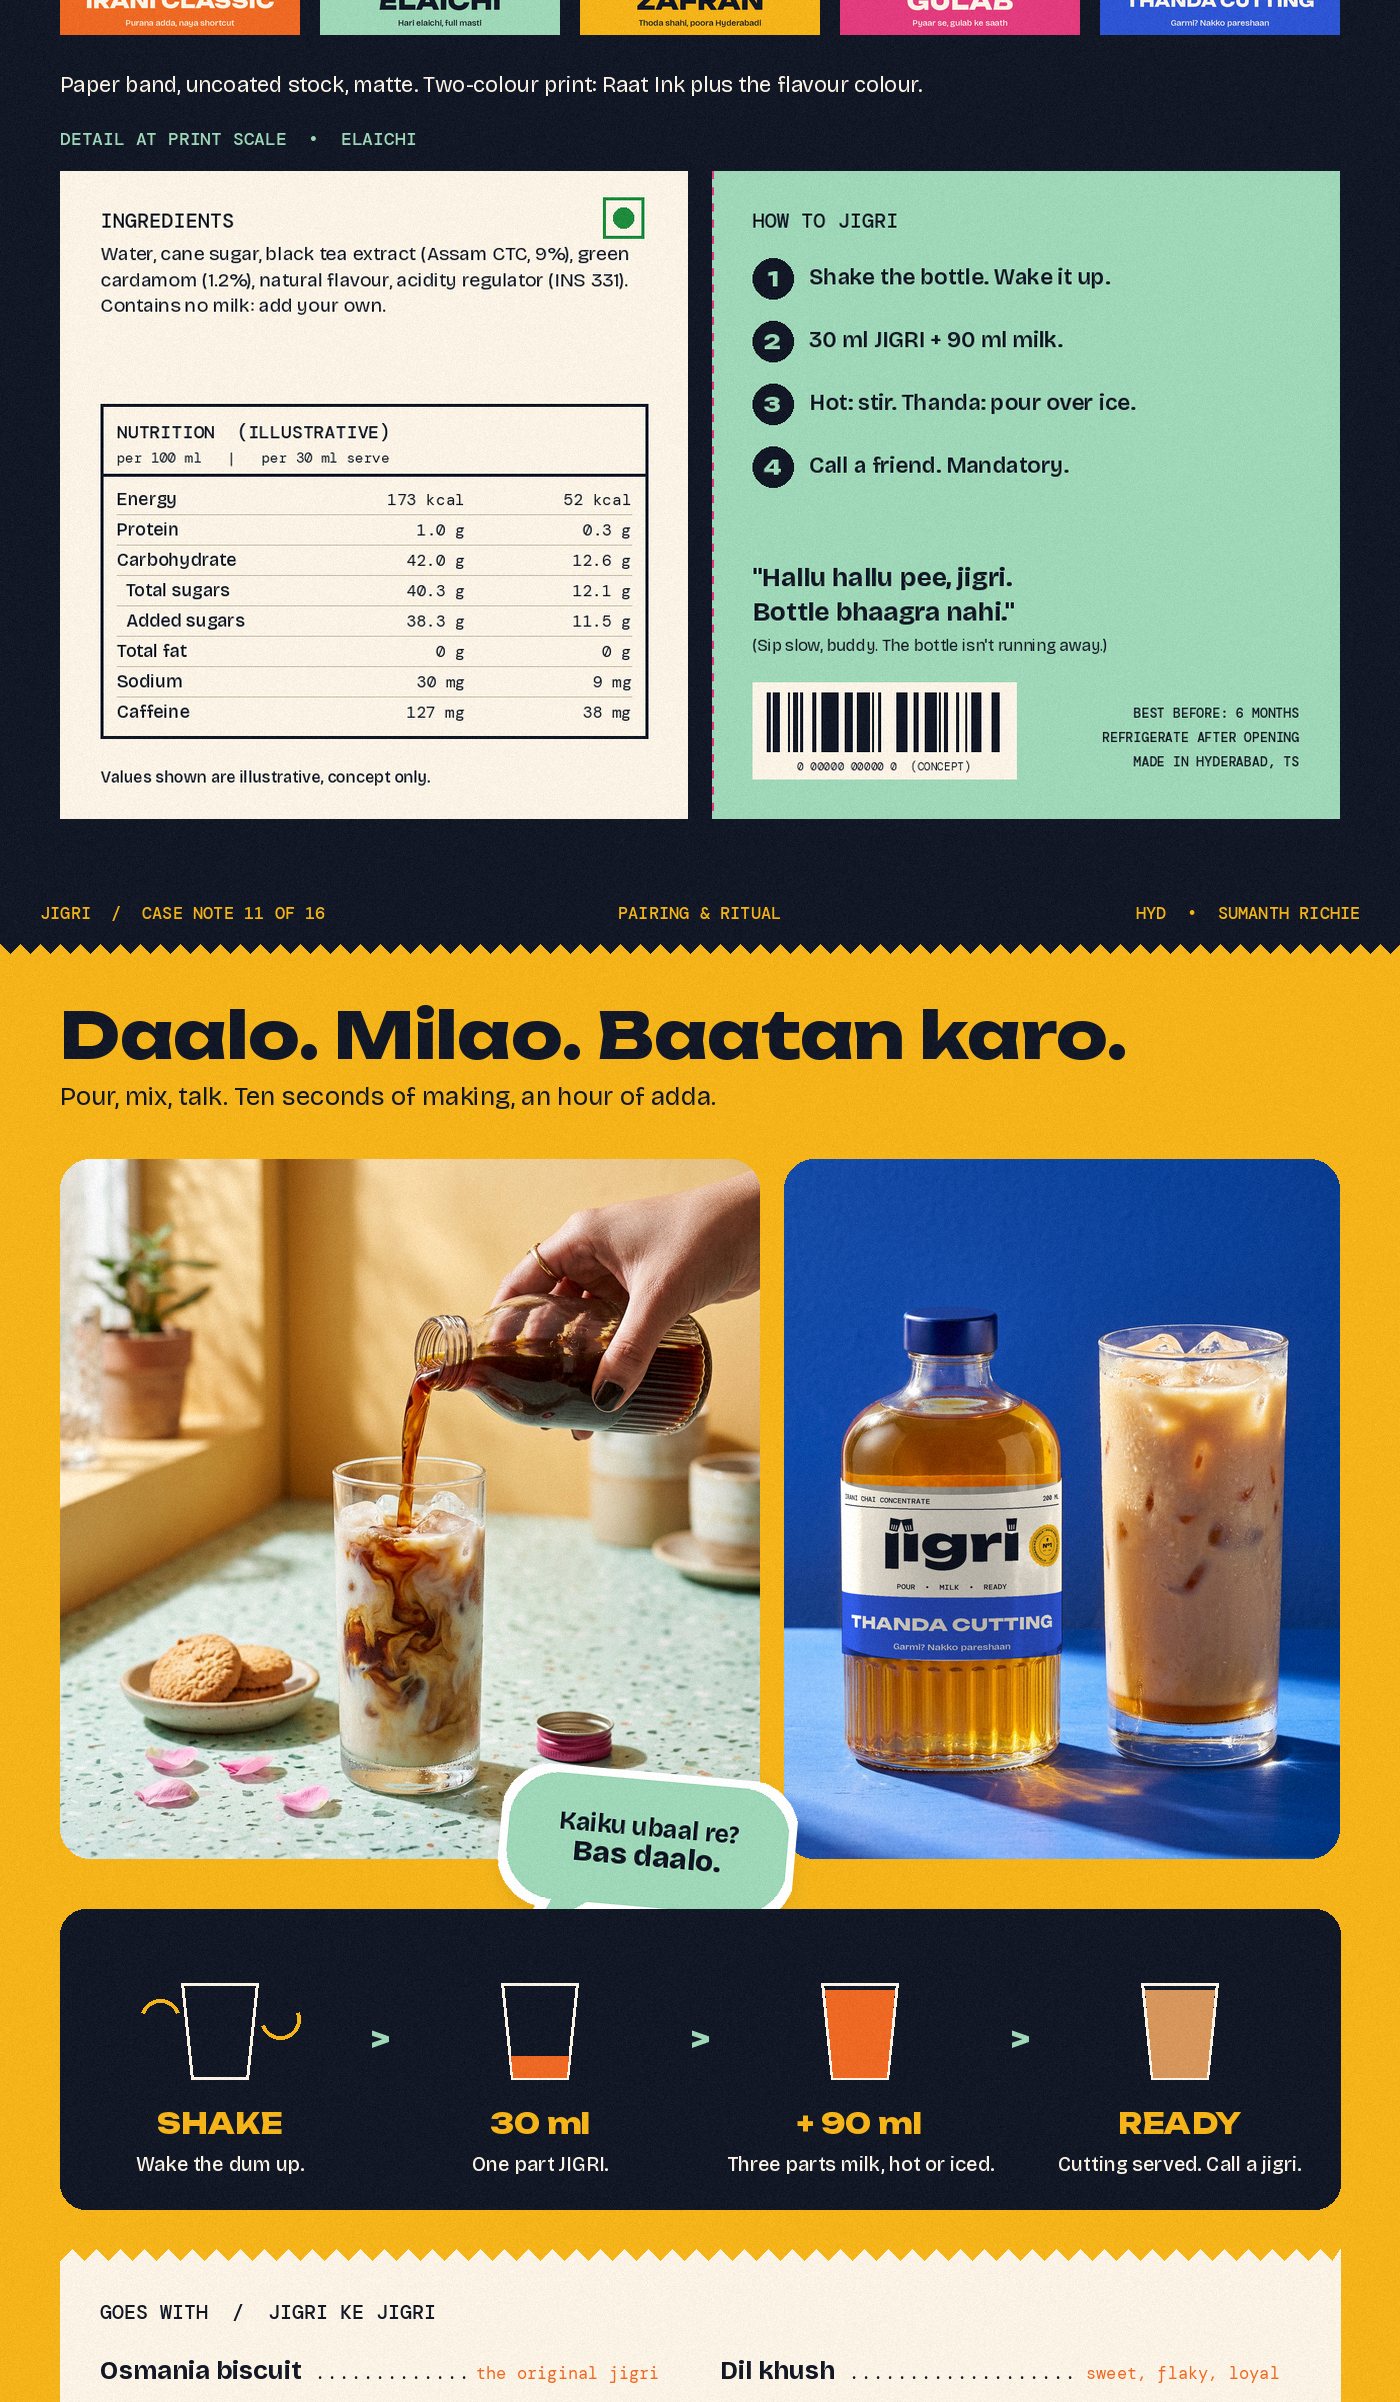 IRANI CLASSIC
Purana adda, naya shortcut
ELAICHI
Hari elaichi, full masti
ZAFRAN
Thoda shahi, poora Hyderabadi
GULAB
Pyaar se, gulab ke saath
THANDA CUTTING
Garmi? Nakko pareshaan
Paper band, uncoated stock, matte. Two-colour print: Raat Ink plus the flavour colour.
DETAIL AT PRINT SCALE • ELAICHI
INGREDIENTS
Water, cane sugar, black tea extract (Assam CTC, 9%), green
cardamom (1.2%), natural flavour, acidity regulator (INS 331).
Contains no milk: add your own.
NUTRITION (ILLUSTRATIVE)
per 100 ml | per 30 ml serve
Energy 173 kcal 52 kcal
Protein 1.0 g 0.3 g
Carbohydrate 42.0 g 12.6 g
Total sugars 40.3 g 12.1 g
Added sugars 38.3 g 11.5 g
Total fat 0 g 0 g
Sodium 30 mg 9 mg
Caffeine 127 mg 38 mg
Values shown are illustrative, concept only.
HOW TO JIGRI
1 Shake the bottle. Wake it up.
2 30 ml JIGRI + 90 ml milk.
3 Hot: stir. Thanda: pour over ice.
4 Call a friend. Mandatory.
"Hallu hallu pee, jigri.
Bottle bhaagra nahi."
(Sip slow, buddy. The bottle isn't running away.)
0 00000 00000 0 (CONCEPT)
BEST BEFORE: 6 MONTHS
REFRIGERATE AFTER OPENING
MADE IN HYDERABAD, TS
JIGRI / CASE NOTE 11 OF 16
PAIRING & RITUAL
HYD • SUMANTH RICHIE
Daalo. Milao. Baatan karo.
Pour, mix, talk. Ten seconds of making, an hour of adda.
IRANI CHAI CONCENTRATE 200 ML
jigri
Nº1
POUR • MILK • READY
THANDA CUTTING
Garmi? Nakko pareshaan
Kaiku ubaal re?
Bas daalo.
> > >
SHAKE
Wake the dum up.
30 ml
One part JIGRI.
+ 90 ml
Three parts milk, hot or iced.
READY
Cutting served. Call a jigri.
GOES WITH / JIGRI KE JIGRI
Osmania biscuit ............. the original jigri
Dil khush ................... sweet, flaky, loyal